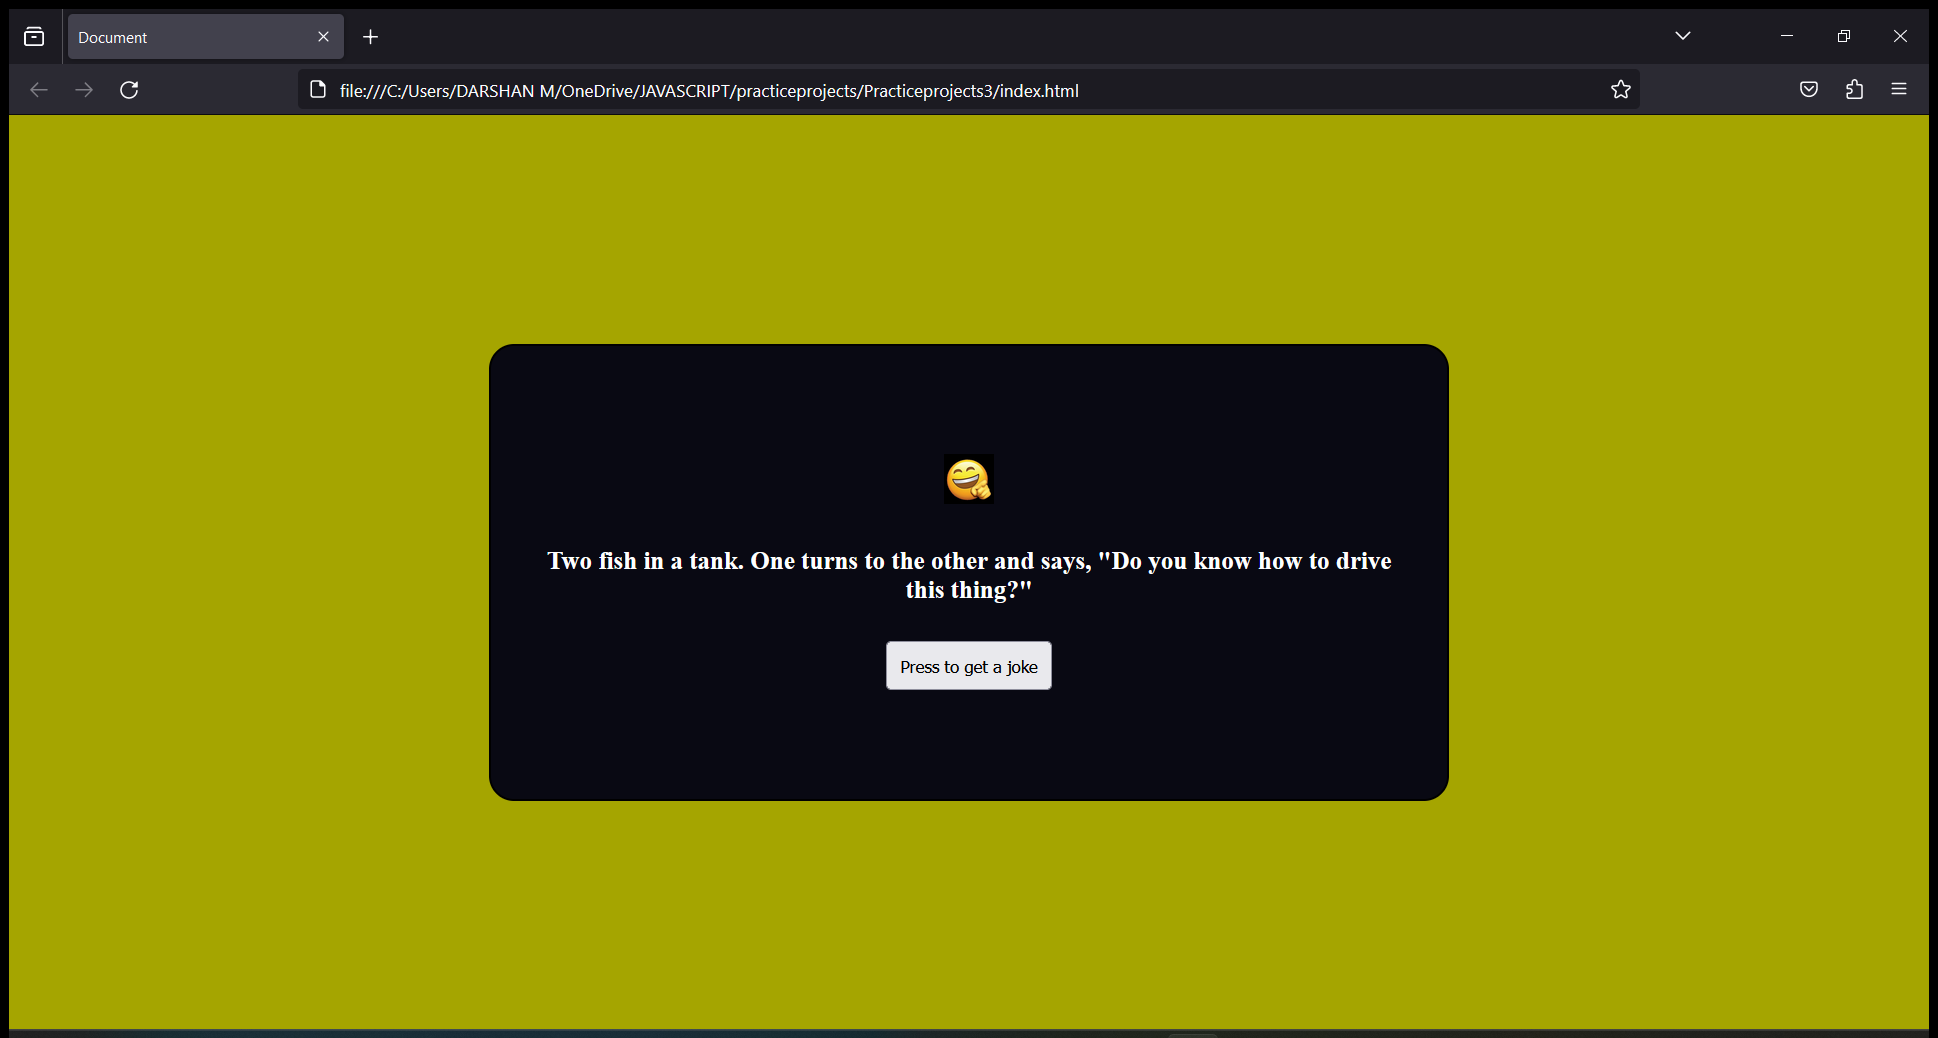 Document
file:///C:/Users/DARSHAN M/OneDrive/JAVASCRIPT/practiceprojects/Practiceprojects3/index.html
Two fish in a tank. One turns to the other and says, "Do you know how to drive
this thing?"
Press to get a joke